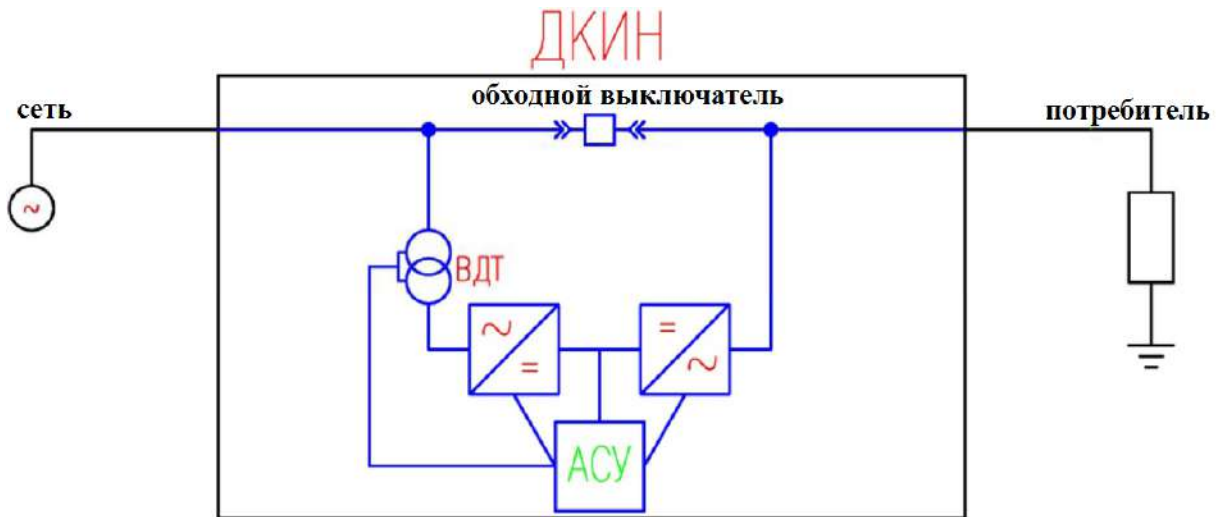 ДКИН
обходной выключатель
сеть
потребитель
~
ВДТ
~
=
=
~
АСУ